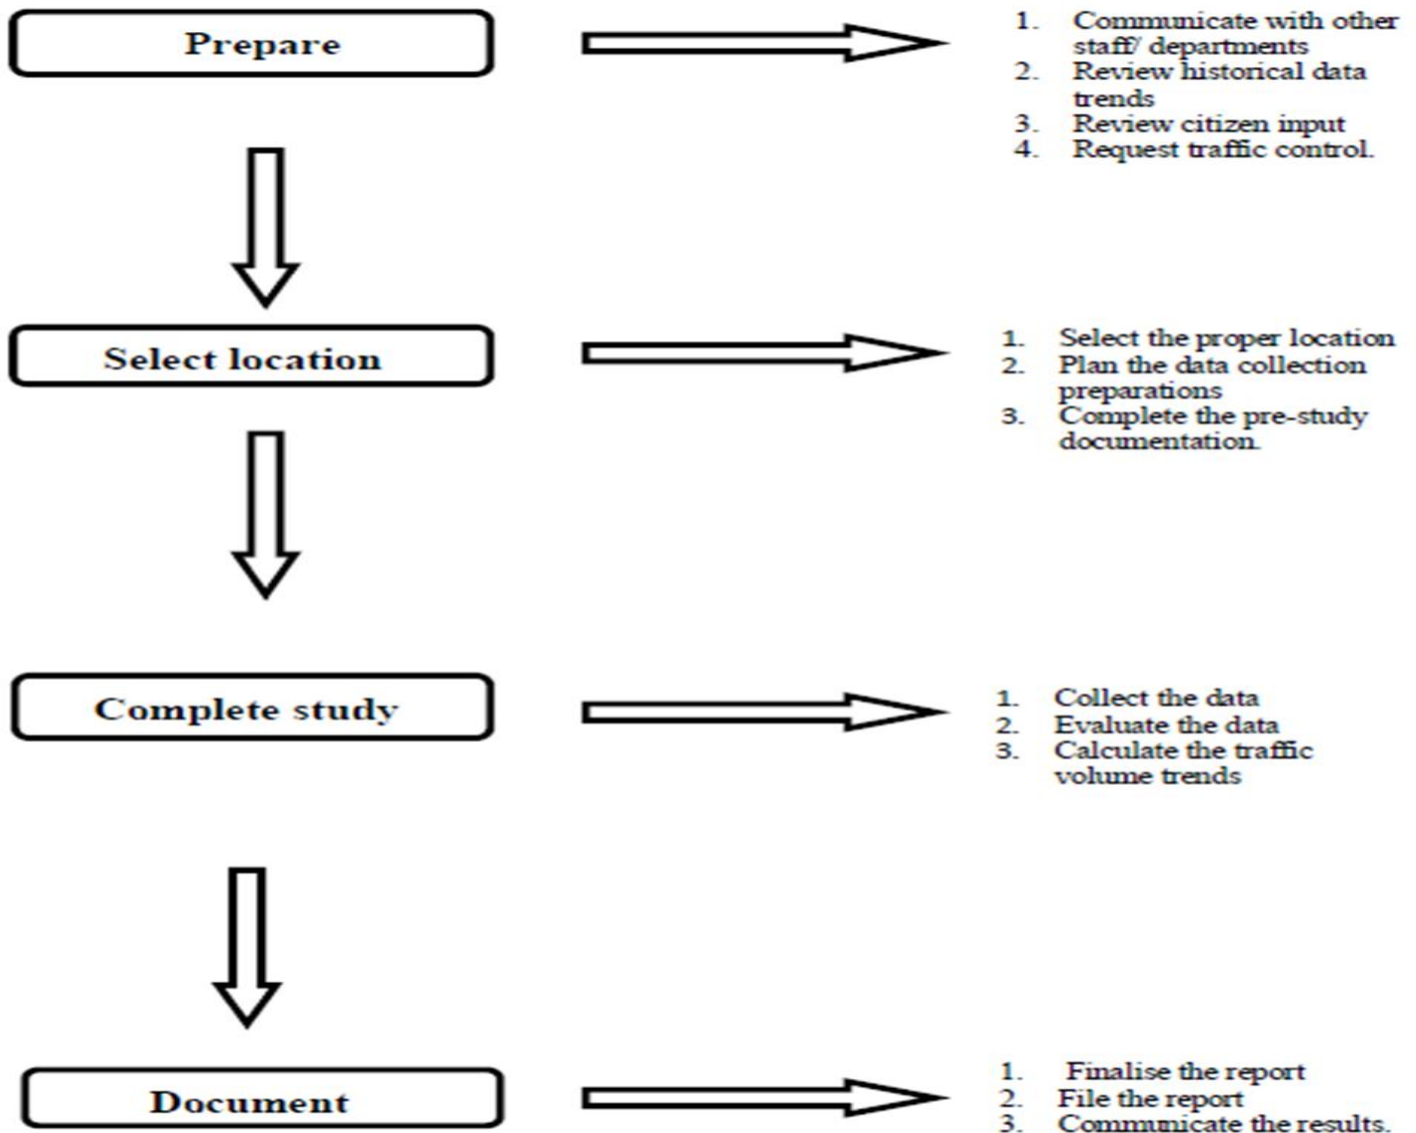 Prepare
1. Communicate with other
staff/ departments
2. Review historical data
trends
3. Review citizen input
4. Request traffic control.
Select location
1. Select the proper location
2. Plan the data collection
preparations
3. Complete the pre-study
documentation.
Complete study
1. Collect the data
2. Evaluate the data
3. Calculate the traffic
volume trends
Document
1. Finalise the report
2. File the report
3. Communicate the results.